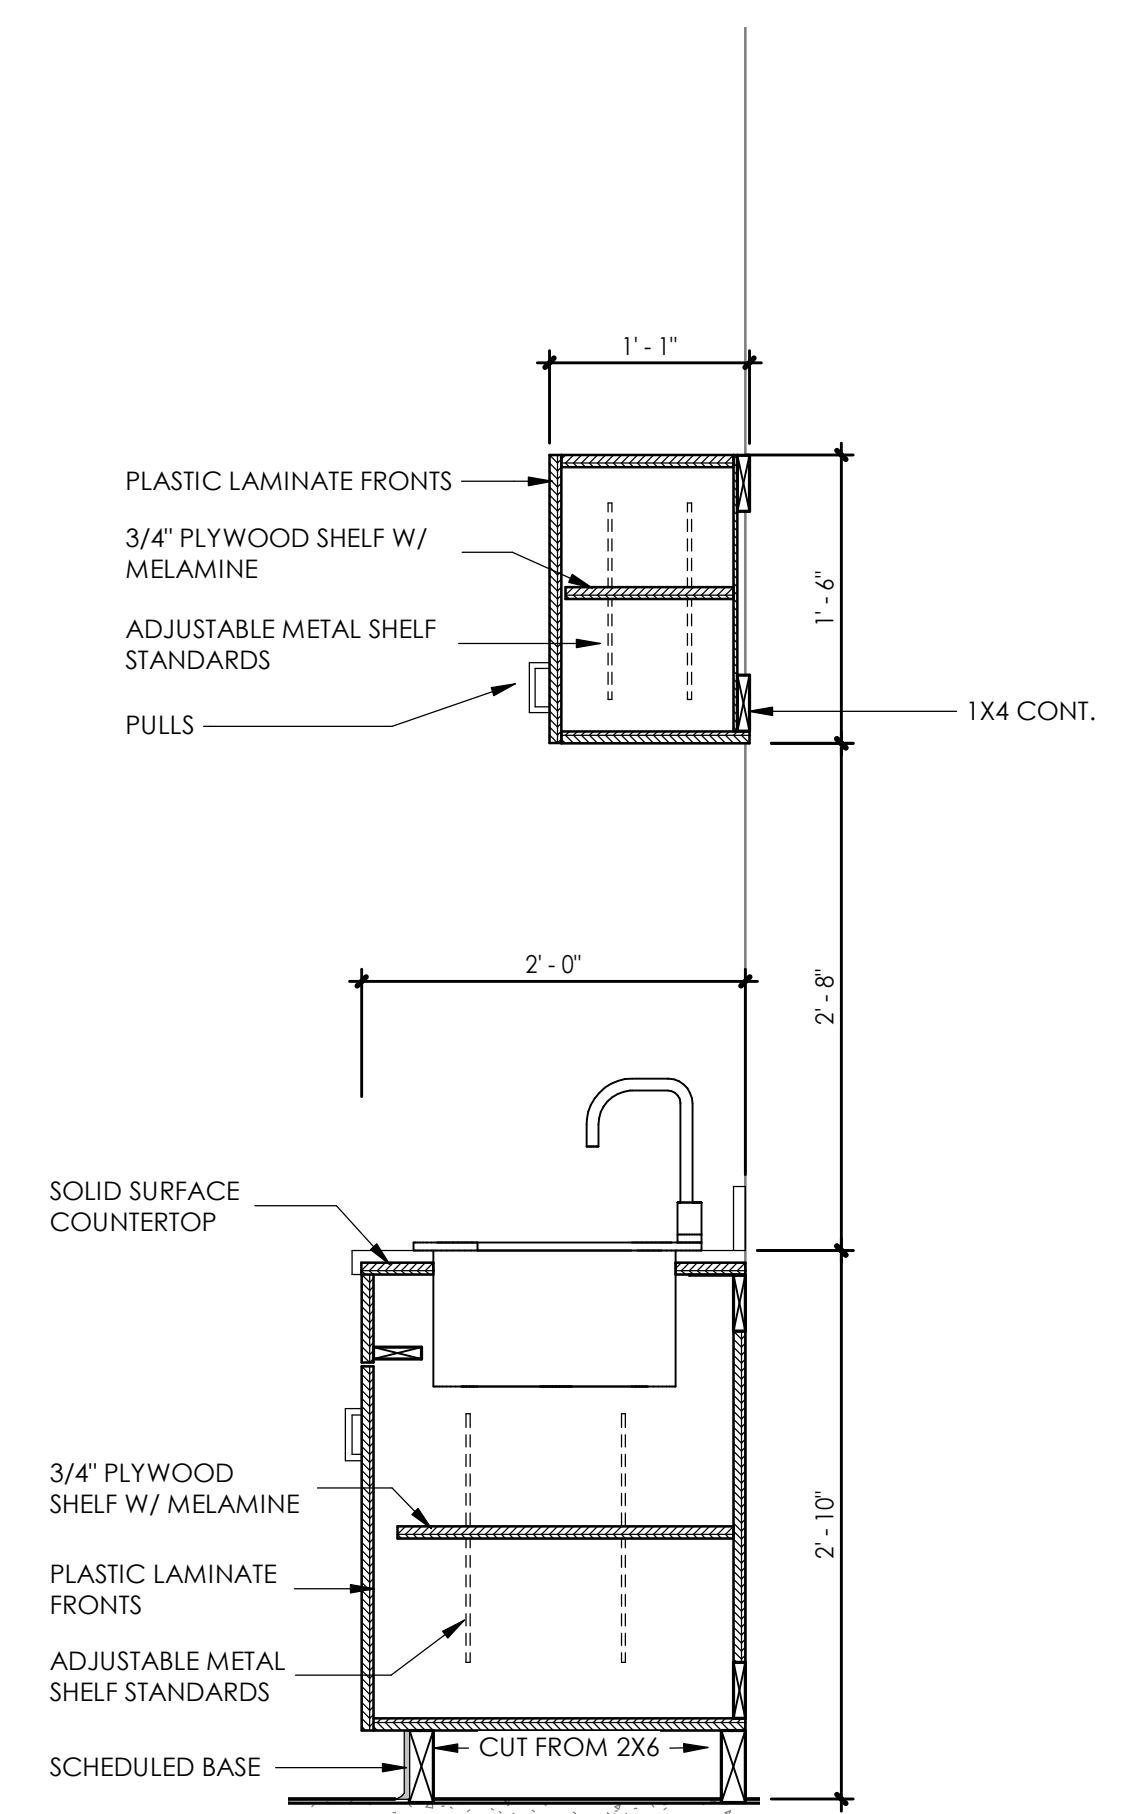 1' - 1"
PLASTIC LAMINATE FRONTS
3/4" PLYWOOD SHELF W/
MELAMINE
1' - 6"
ADJUSTABLE METAL SHELF
STANDARDS
PULLS
1X4 CONT.
2' - 0"
2' - 8"
SOLID SURFACE
COUNTERTOP
3/4" PLYWOOD
SHELF W/ MELAMINE
2' - 10"
PLASTIC LAMINATE
FRONTS
ADJUSTABLE METAL
SHELF STANDARDS
CUT FROM 2X6
SCHEDULED BASE